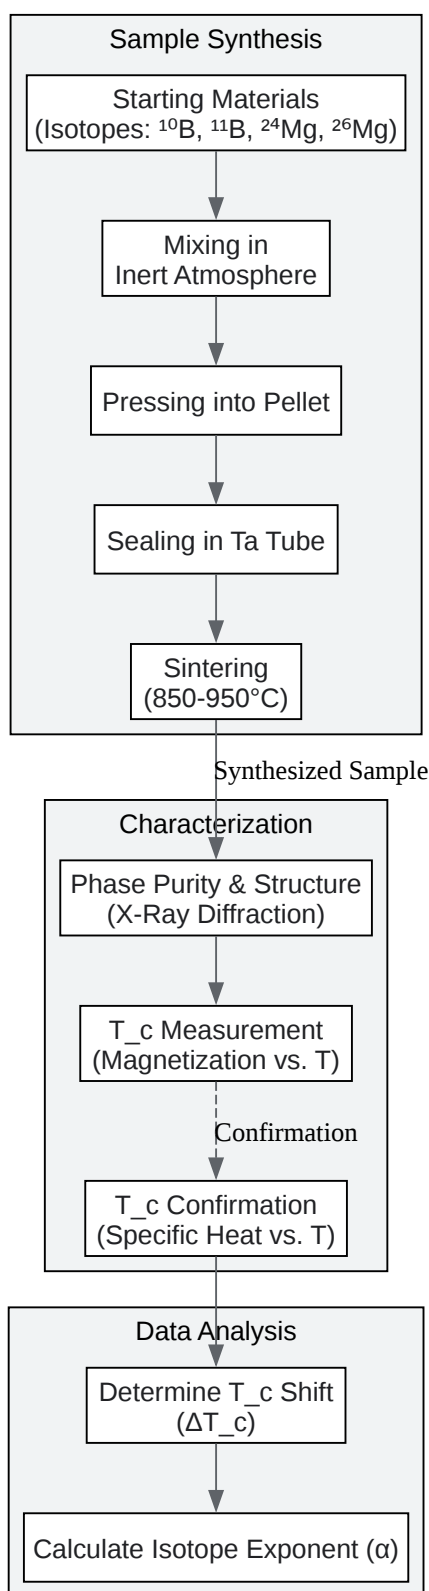 Sample Synthesis
Starting Materials
(Isotopes: ¹⁰B, ¹¹B, ²⁴Mg, ²⁶Mg)
Mixing in
Inert Atmosphere
Pressing into Pellet
Sealing in Ta Tube
Sintering
(850-950°C)
Synthesized Sample
Characterization
Phase Purity & Structure
(X-Ray Diffraction)
T_c Measurement
(Magnetization vs. T)
Confirmation
T_c Confirmation
(Specific Heat vs. T)
Data Analysis
Determine T_c Shift
(ΔT_c)
Calculate Isotope Exponent (α)